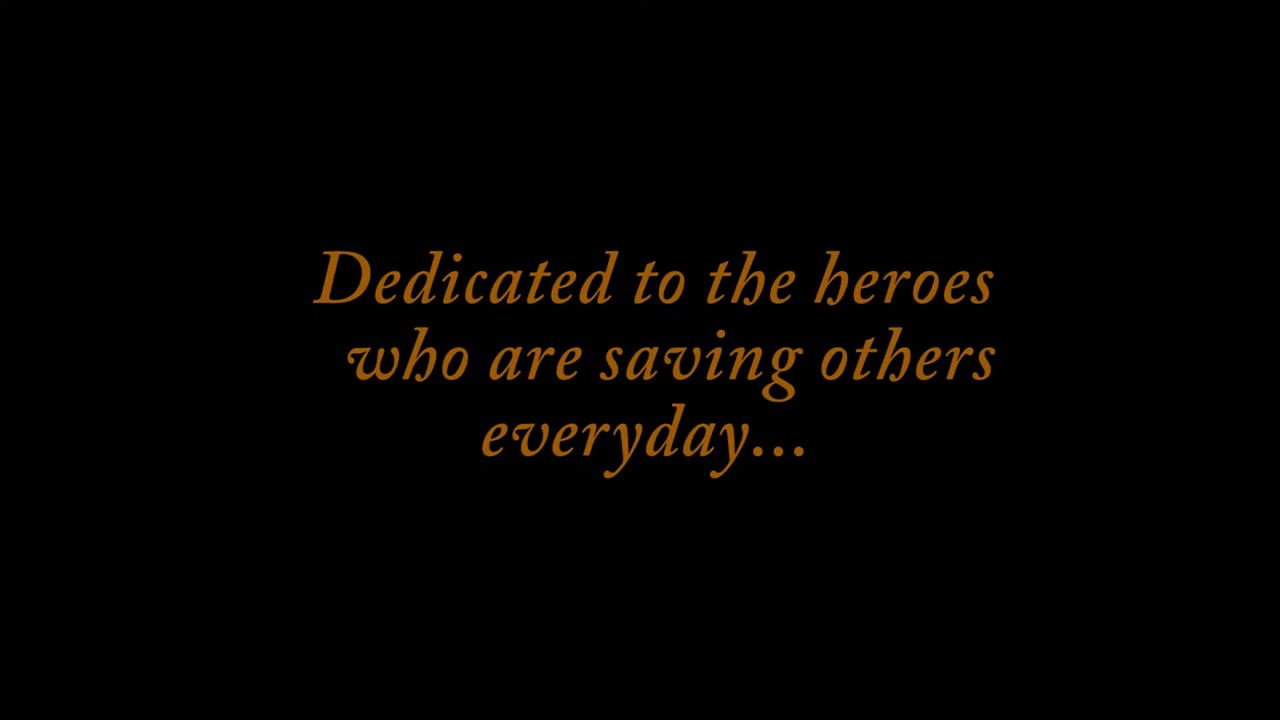 Dedicated to the heroes
who are saving others
everyday...